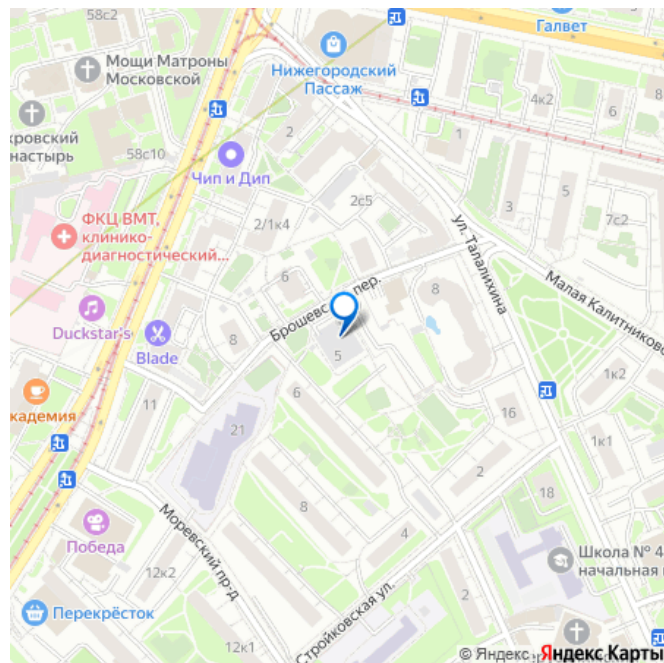 58с2
Галвет
Мощи Матроны
Московской
Нижегородский
Пассаж
4к2
6
2
1
кровский
настырь
58с10
Чип и Дип
5
2с5
3
7с2
ФКЦ ВМТ,
клинико-
диагностический...
2/1к4
ул. Талалихина
6
Брошевс
пер.
8
Малая Калитниковс
Duckstar's
Blade
8
5
1к2
кадемия
11
6
16
21
1к1
2
18
8
Победа
Моревский пр-д
4
Школа № 4
начальная
12к2
Стройковская ул.
Перекрёсток
12к1
© Яндекс
Яндекс Карты